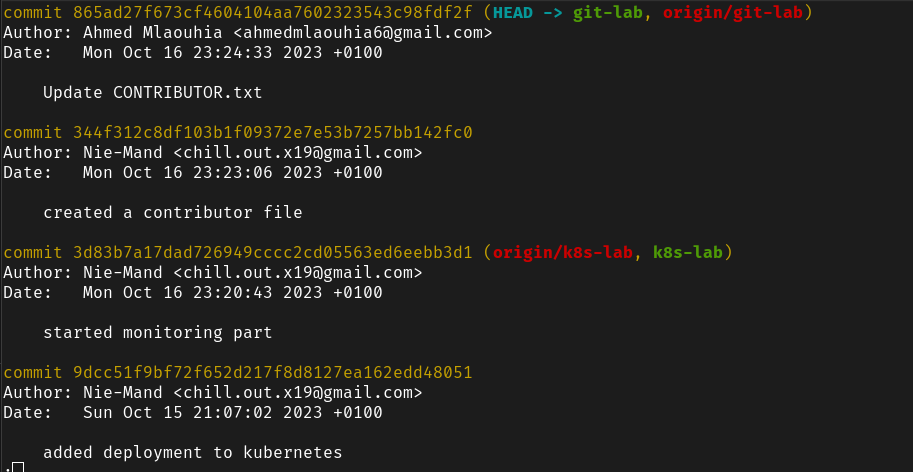 commit 865ad27f673cf4604104aa7602323543c98fdf2f (HEAD -> git-lab, origin/git-lab)
Author: Ahmed Mlaouhia <ahmedmlaouhia6@gmail.com>
Date:   Mon Oct 16 23:24:33 2023 +0100
Update CONTRIBUTOR.txt
commit 344f312c8df103b1f09372e7e53b7257bb142fc0
Author: Nie-Mand <chill.out.x19@gmail.com>
Date:   Mon Oct 16 23:23:06 2023 +0100
created a contributor file
commit 3d83b7a17dad726949cccc2cd05563ed6eebb3d1 (origin/k8s-lab, k8s-lab)
Author: Nie-Mand <chill.out.x19@gmail.com>
Date:   Mon Oct 16 23:20:43 2023 +0100
started monitoring part
commit 9dcc51f9bf72f652d217f8d8127ea162edd48051
Author: Nie-Mand <chill.out.x19@gmail.com>
Date:   Sun Oct 15 21:07:02 2023 +0100
added deployment to kubernetes
: